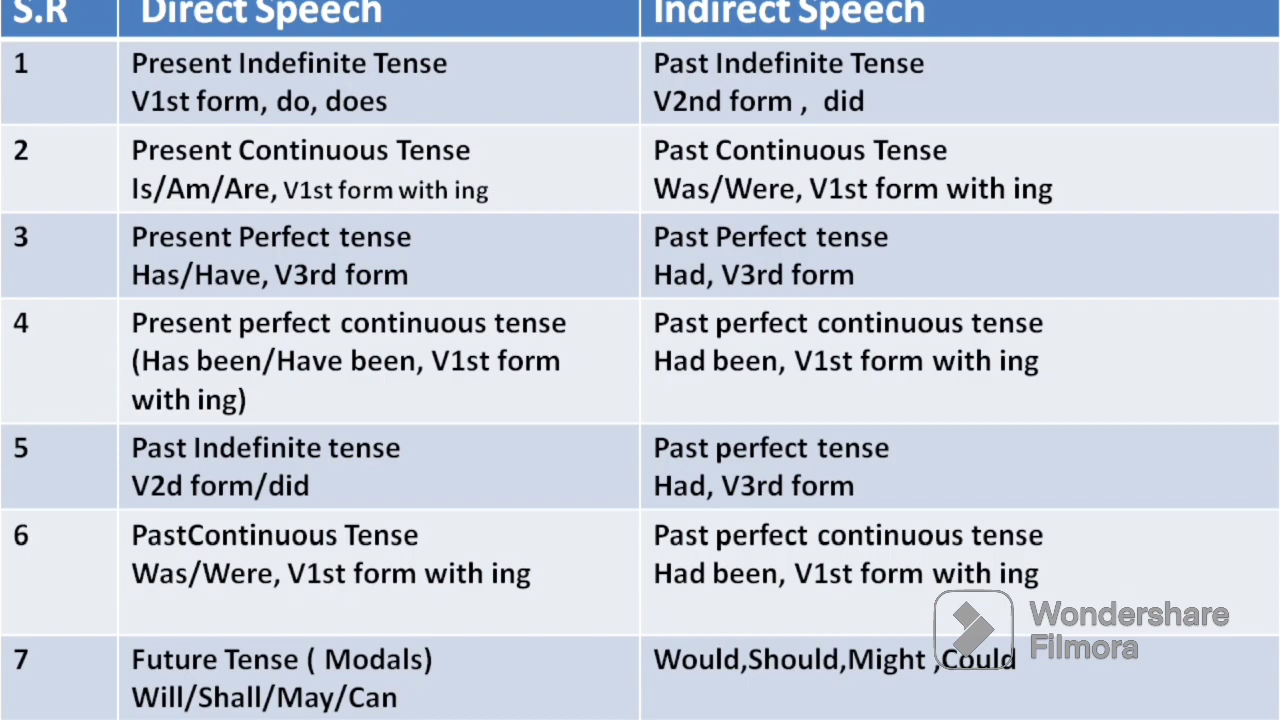 S.R Direct Speech Indirect Speech
1 Present Indefinite Tense Past Indefinite Tense
V1st form, do, does V2nd form , did
2 Present Continuous Tense Past Continuous Tense
Is/Am/Are, V1st form with ing Was/Were, V1st form with ing
3 Present Perfect tense Past Perfect tense
Has/Have, V3rd form Had, V3rd form
4 Present perfect continuous tense Past perfect continuous tense
(Has been/Have been, V1st form Had been, V1st form with ing
with ing)
5 Past Indefinite tense Past perfect tense
V2d form/did Had, V3rd form
6 PastContinuous Tense Past perfect continuous tense
Was/Were, V1st form with ing Had been, V1st form with ing
7 Future Tense ( Modals) Would,Should,Might ,Could
Will/Shall/May/Can
Wondershare
Filmora